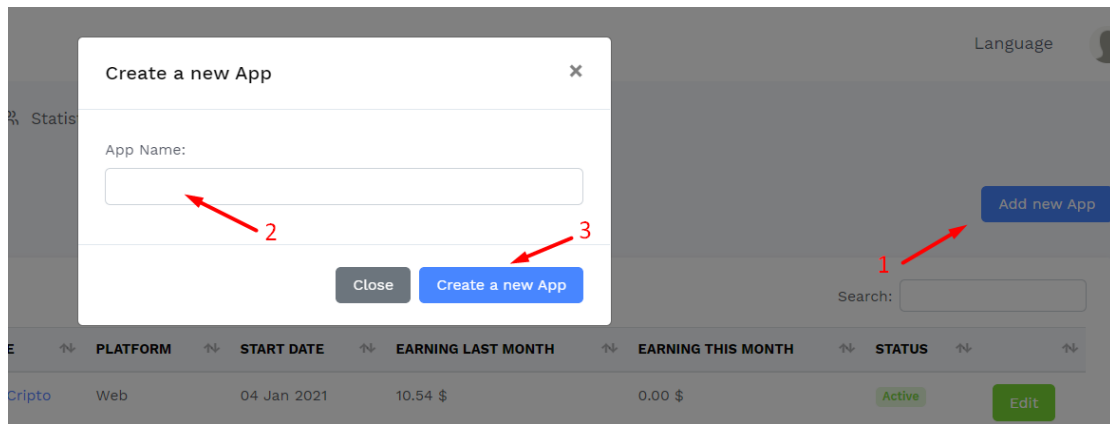 Language
Create a new App ×
Statis
App Name:
Add new App
2
3
1
Close Create a new App
Search:
E PLATFORM START DATE EARNING LAST MONTH EARNING THIS MONTH STATUS
Cripto Web 04 Jan 2021 10.54 $ 0.00 $ Active Edit